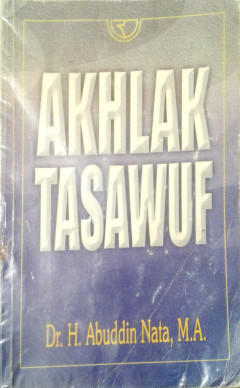 AKHLAK
TASAWUF
Dr. H. Abuddin Nata, M.A.